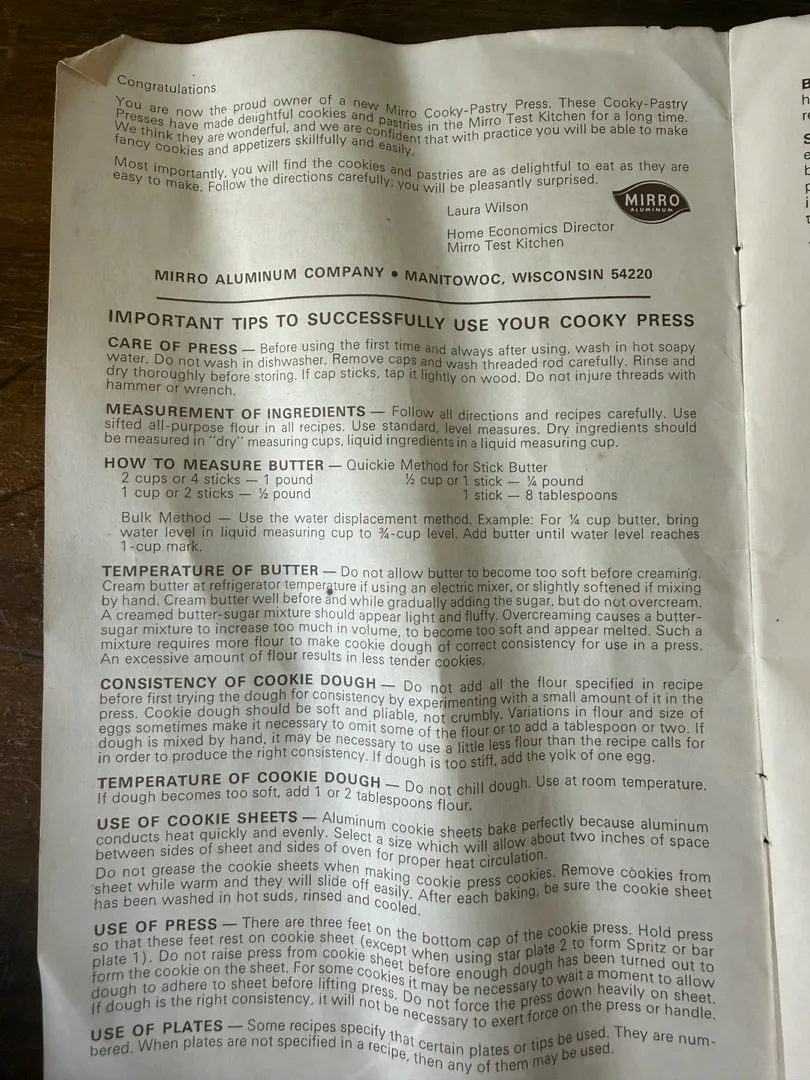 Congratulations
You are now the proud owner of a new Mirro Cooky-Pastry Press. These Cooky-Pastry
Presses have made delightful cookies and pastries in the Mirro Test Kitchen for a long time.
We think they are wonderful, and we are confident that with practice you will be able to make
fancy cookies and appetizers skillfully and easily.
Most importantly, you will find the cookies and pastries are as delightful to eat as they are
easy to make. Follow the directions carefully; you will be pleasantly surprised.
Laura Wilson
MIRRO
ALUMINUM
Home Economics Director
Mirro Test Kitchen
MIRRO ALUMINUM COMPANY • MANITOWOC, WISCONSIN 54220
IMPORTANT TIPS TO SUCCESSFULLY USE YOUR COOKY PRESS
CARE OF PRESS — Before using the first time and always after using, wash in hot soapy
water. Do not wash in dishwasher. Remove caps and wash threaded rod carefully. Rinse and
dry thoroughly before storing. If cap sticks, tap it lightly on wood. Do not injure threads with
hammer or wrench.
MEASUREMENT OF INGREDIENTS — Follow all directions and recipes carefully. Use
sifted all-purpose flour in all recipes. Use standard, level measures. Dry ingredients should
be measured in "dry" measuring cups, liquid ingredients in a liquid measuring cup.
HOW TO MEASURE BUTTER — Quickie Method for Stick Butter
2 cups or 4 sticks — 1 pound ½ cup or 1 stick — ¼ pound
1 cup or 2 sticks — ½ pound 1 stick — 8 tablespoons
Bulk Method — Use the water displacement method. Example: For ¼ cup butter, bring
water level in liquid measuring cup to ¾-cup level. Add butter until water level reaches
1-cup mark.
TEMPERATURE OF BUTTER — Do not allow butter to become too soft before creaming.
Cream butter at refrigerator temperature if using an electric mixer, or slightly softened if mixing
by hand. Cream butter well before and while gradually adding the sugar, but do not overcream.
A creamed butter-sugar mixture should appear light and fluffy. Overcreaming causes a butter-
sugar mixture to increase too much in volume, to become too soft and appear melted. Such a
mixture requires more flour to make cookie dough of correct consistency for use in a press.
An excessive amount of flour results in less tender cookies.
CONSISTENCY OF COOKIE DOUGH — Do not add all the flour specified in recipe
before first trying the dough for consistency by experimenting with a small amount of it in the
press. Cookie dough should be soft and pliable, not crumbly. Variations in flour and size of
eggs sometimes make it necessary to omit some of the flour or to add a tablespoon or two. If
dough is mixed by hand, it may be necessary to use a little less flour than the recipe calls for
in order to produce the right consistency. If dough is too stiff, add the yolk of one egg.
TEMPERATURE OF COOKIE DOUGH — Do not chill dough. Use at room temperature.
If dough becomes too soft, add 1 or 2 tablespoons flour.
USE OF COOKIE SHEETS — Aluminum cookie sheets bake perfectly because aluminum
conducts heat quickly and evenly. Select a size which will allow about two inches of space
between sides of sheet and sides of oven for proper heat circulation.
Do not grease the cookie sheets when making cookie press cookies. Remove cookies from
sheet while warm and they will slide off easily. After each baking, be sure the cookie sheet
has been washed in hot suds, rinsed and cooled.
USE OF PRESS — There are three feet on the bottom cap of the cookie press. Hold press
so that these feet rest on cookie sheet (except when using star plate 2 to form Spritz or bar
plate 1). Do not raise press from cookie sheet before enough dough has been turned out to
form the cookie on the sheet. For some cookies it may be necessary to wait a moment to allow
dough to adhere to sheet before lifting press. Do not force the press down heavily on sheet.
If dough is the right consistency, it will not be necessary to exert force on the press or handle.
USE OF PLATES — Some recipes specify that certain plates or tips be used. They are num-
bered. When plates are not specified in a recipe, then any of them may be used.